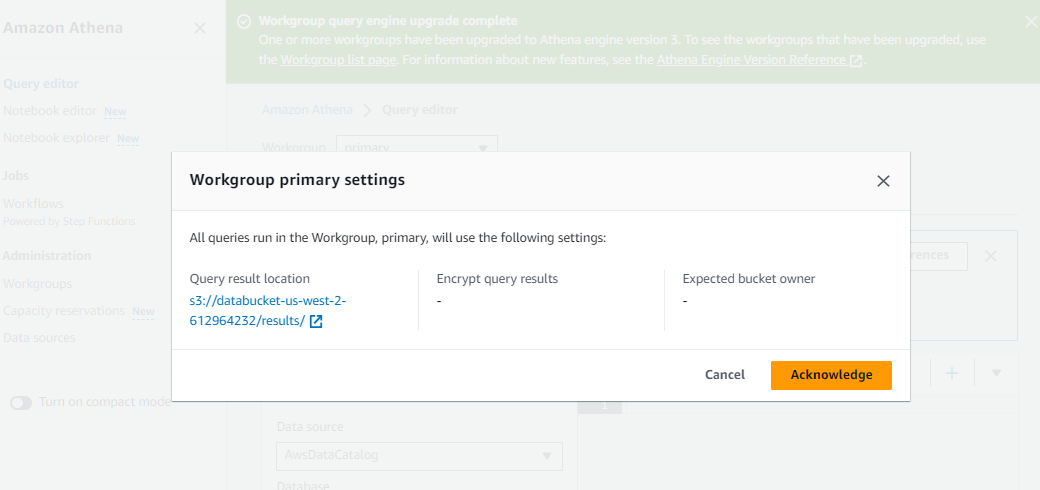 Amazon Athena
Query editor
Notebook editor New
Notebook explorer New
Jobs
Workflows
Powered by Step Functions
Administration
Workgroups
Capacity reservations New
Data sources
Turn on compact mode
Workgroup query engine upgrade complete
One or more workgroups have been upgraded to Athena engine version 3. To see the workgroups that have been upgraded, use
the Workgroup list page. For information about new features, see the Athena Engine Version Reference.
Amazon Athena > Query editor
Workgroup primary
Workgroup primary settings
All queries run in the Workgroup, primary, will use the following settings:
Query result location
s3://databucket-us-west-2-
612964232/results/
Encrypt query results
-
Expected bucket owner
-
Cancel Acknowledge
1
Data source
AwsDataCatalog
Database